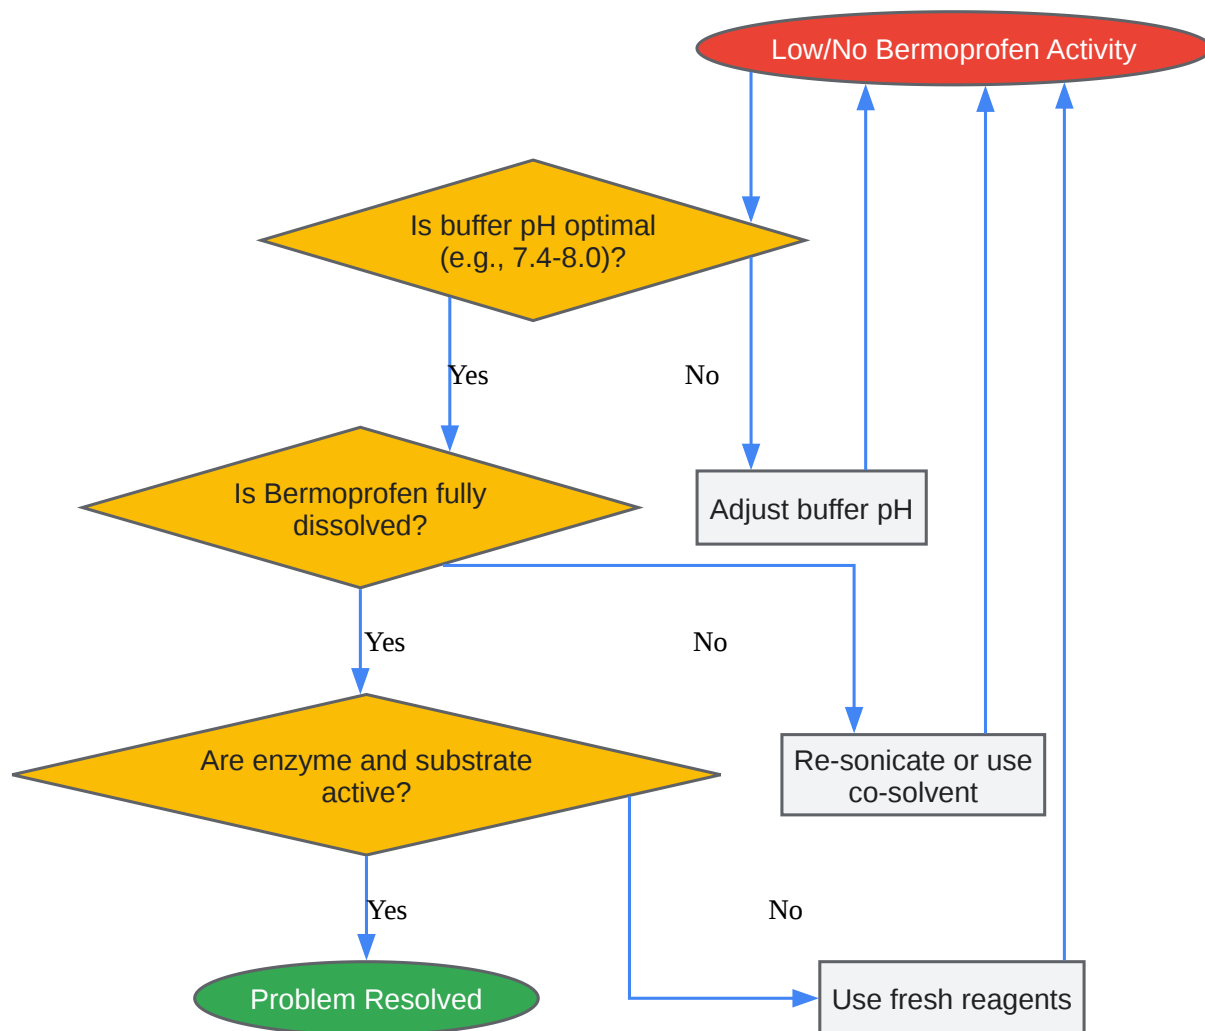 Low/No Bermoprofen Activity
Is buffer pH optimal
(e.g., 7.4-8.0)?
Yes
No
Is Bermoprofen fully
dissolved?
Adjust buffer pH
Yes
No
Are enzyme and substrate
active?
Re-sonicate or use
co-solvent
Yes
No
Problem Resolved
Use fresh reagents